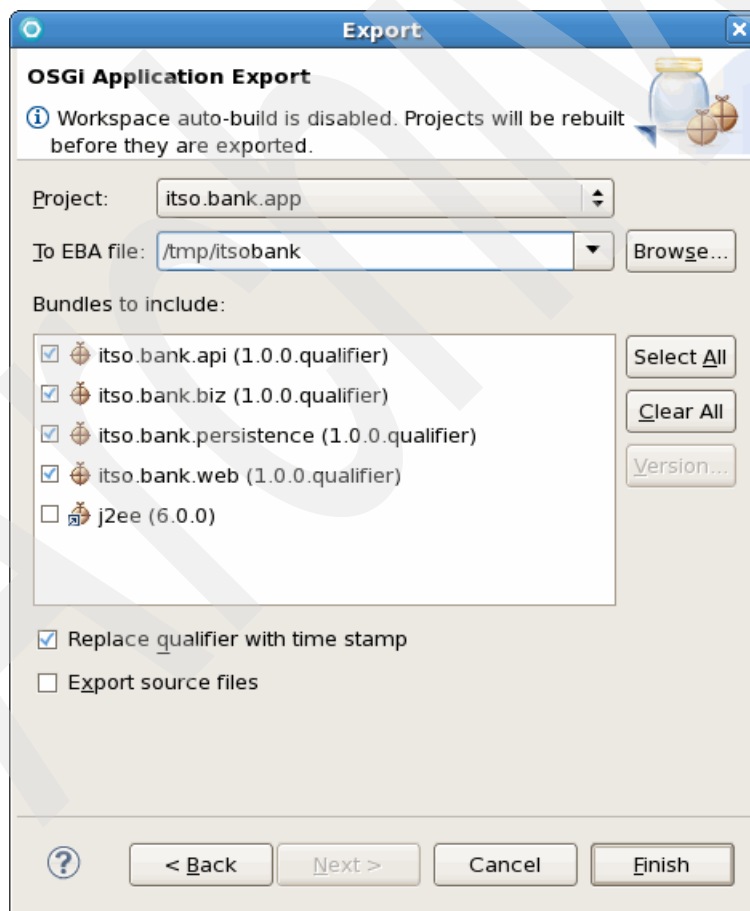 Export
OSGi Application Export
Workspace auto-build is disabled. Projects will be rebuilt
before they are exported.
Project: itso.bank.app
To EBA file: /tmp/itsobank Browse...
Bundles to include:
itso.bank.api (1.0.0.qualifier)
Select All
itso.bank.biz (1.0.0.qualifier)
Clear All
itso.bank.persistence (1.0.0.qualifier)
Version...
itso.bank.web (1.0.0.qualifier)
j2ee (6.0.0)
Replace qualifier with time stamp
Export source files
? < Back Next > Cancel Finish